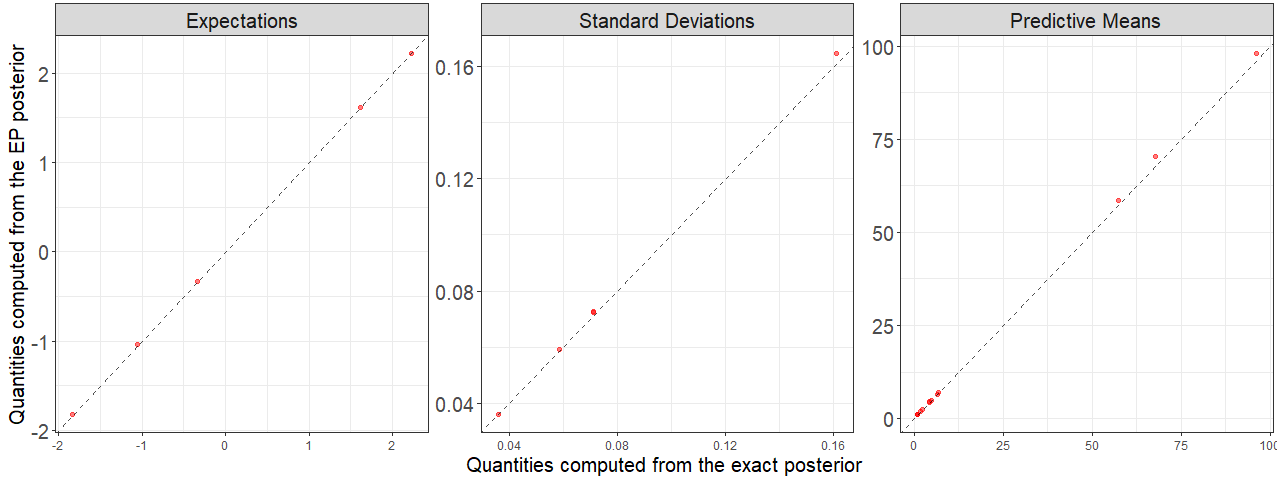 Expectations
Standard Deviations
Predictive Means
Quantities computed from the EP posterior
2
1
0
-1
-2
-2 -1 0 1 2
0.16
0.12
0.08
0.04
0.04 0.08 0.12 0.16
100
75
50
25
0
0 25 50 75 100
Quantities computed from the exact posterior